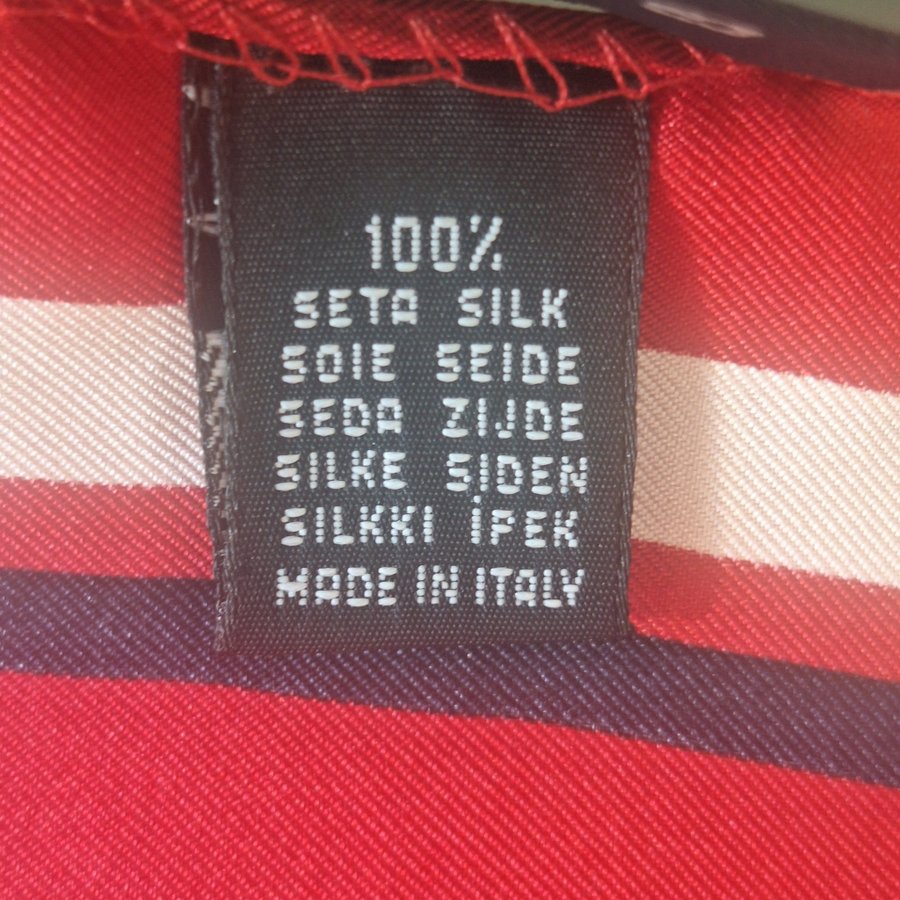 100%
SETA SILK
SOIE SEIDE
SEDA ZIJDE
SILKE SIDEN
SILKKI İPEK
MADE IN ITALY